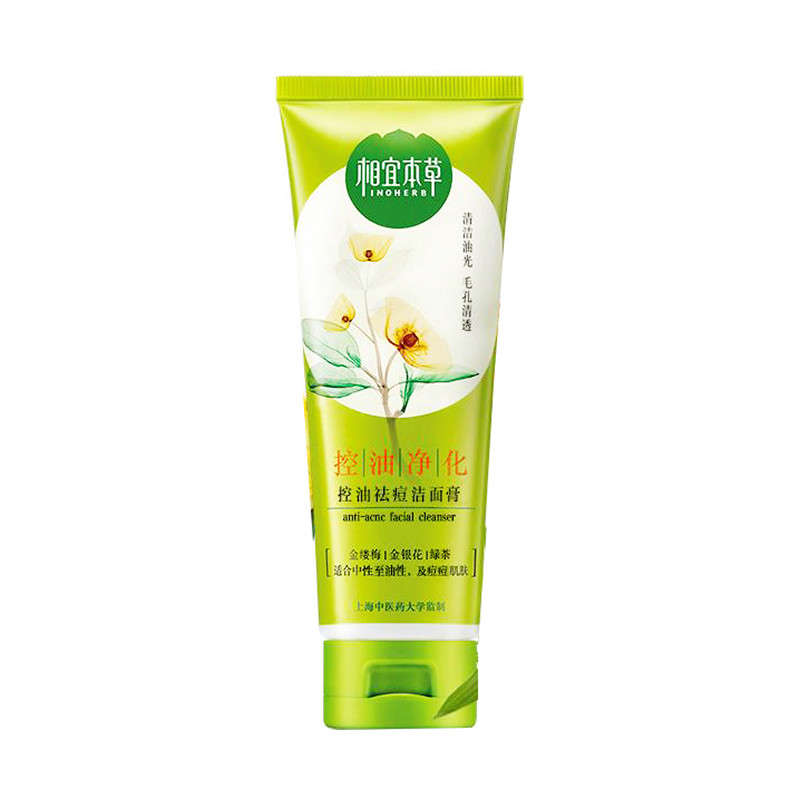 相宜本草
INOHERB
清洁油光 毛孔清透
控|油|净|化
控油祛痘洁面膏
anti-acnc facial cleanser
金缕梅|金银花|绿茶
适合中性至油性，及痘痘肌肤
上海中医药大学监制